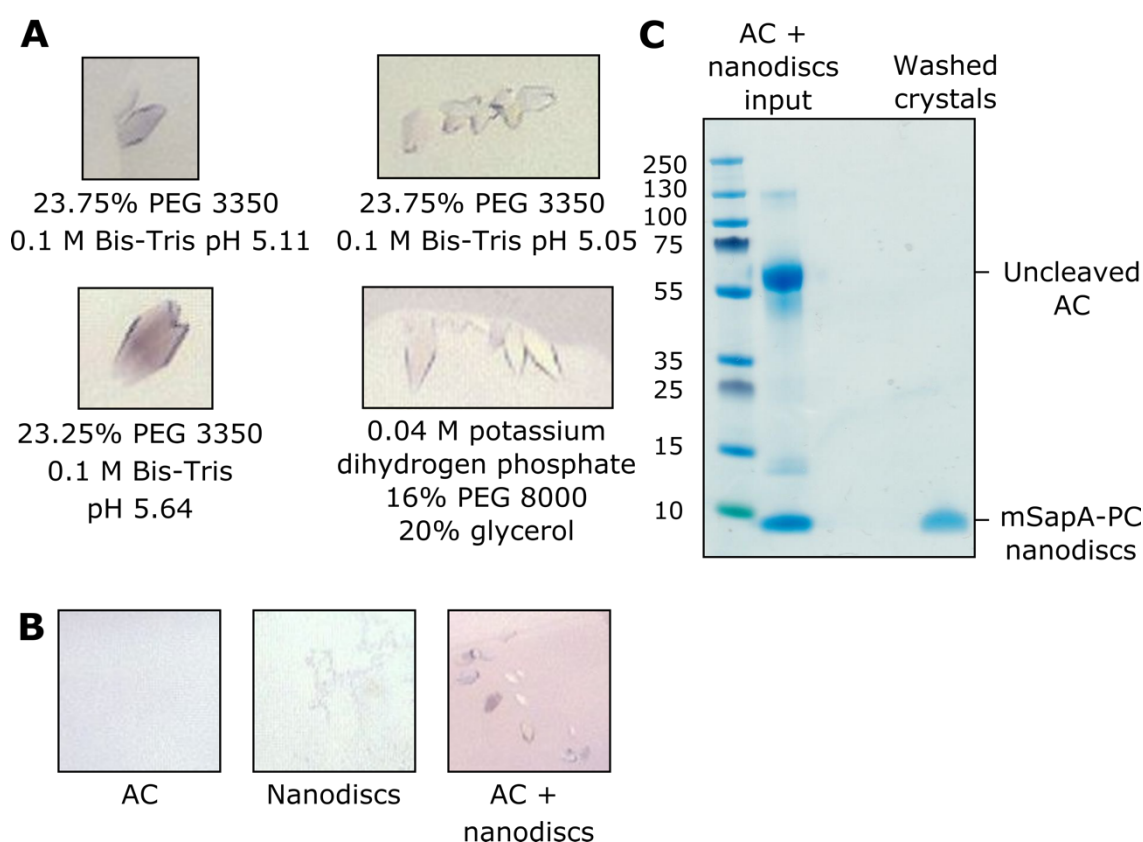 A
23.75% PEG 3350
0.1 M Bis-Tris pH 5.11
23.75% PEG 3350
0.1 M Bis-Tris pH 5.05
23.25% PEG 3350
0.1 M Bis-Tris
pH 5.64
0.04 M potassium
dihydrogen phosphate
16% PEG 8000
20% glycerol
B
AC
Nanodiscs
AC +
nanodiscs
C
AC +
nanodiscs
input
Washed
crystals
250
130
100
75
55
35
25
15
10
Uncleaved
AC
mSapA-PC
nanodiscs